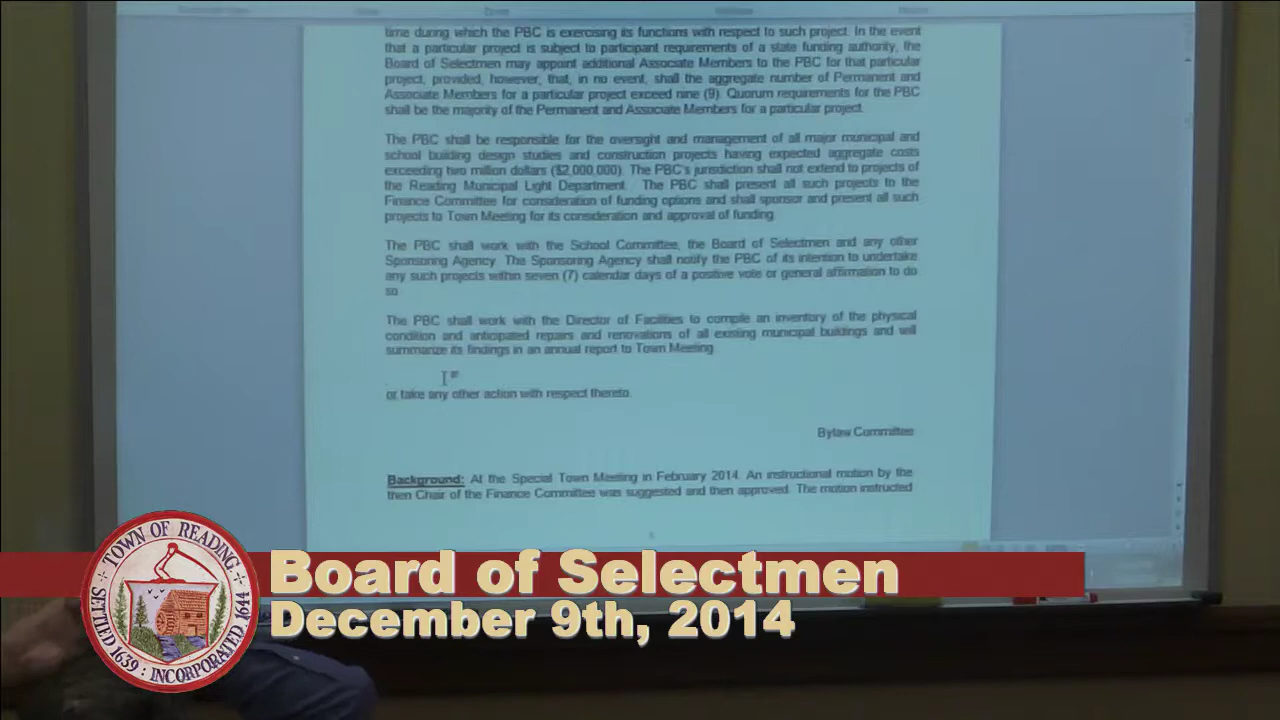 time during which the PBC is exercising its functions with respect to such project. In the event
that a particular project is subject to participant requirements of a state funding authority, the
Board of Selectmen may appoint additional Associate Members to the PBC for that particular
project, provided, however, that, in no event, shall the aggregate number of Permanent and
Associate Members for a particular project exceed nine (9). Quorum requirements for the PBC
shall be the majority of the Permanent and Associate Members for a particular project.
The PBC shall be responsible for the oversight and management of all major municipal and
school building design studies and construction projects having expected aggregate costs
exceeding two million dollars ($2,000,000). The PBC's jurisdiction shall not extend to projects of
the Reading Municipal Light Department. The PBC shall present all such projects to the
Finance Committee for consideration of funding options and shall sponsor and present all such
projects to Town Meeting for its consideration and approval of funding.
The PBC shall work with the School Committee, the Board of Selectmen and any other
Sponsoring Agency. The Sponsoring Agency shall notify the PBC of its intention to undertake
any such projects within seven (7) calendar days of a positive vote or general affirmation to do
so.
The PBC shall work with the Director of Facilities to compile an inventory of the physical
condition and anticipated repairs and renovations of all existing municipal buildings and will
summarize its findings in an annual report to Town Meeting.
or take any other action with respect thereto.
Bylaw Committee
Background: At the Special Town Meeting in February 2014. An instructional motion by the
then Chair of the Finance Committee was suggested and then approved. The motion instructed
TOWN OF READING
SETTLED 1639 : INCORPORATED 1644
Board of Selectmen
December 9th, 2014